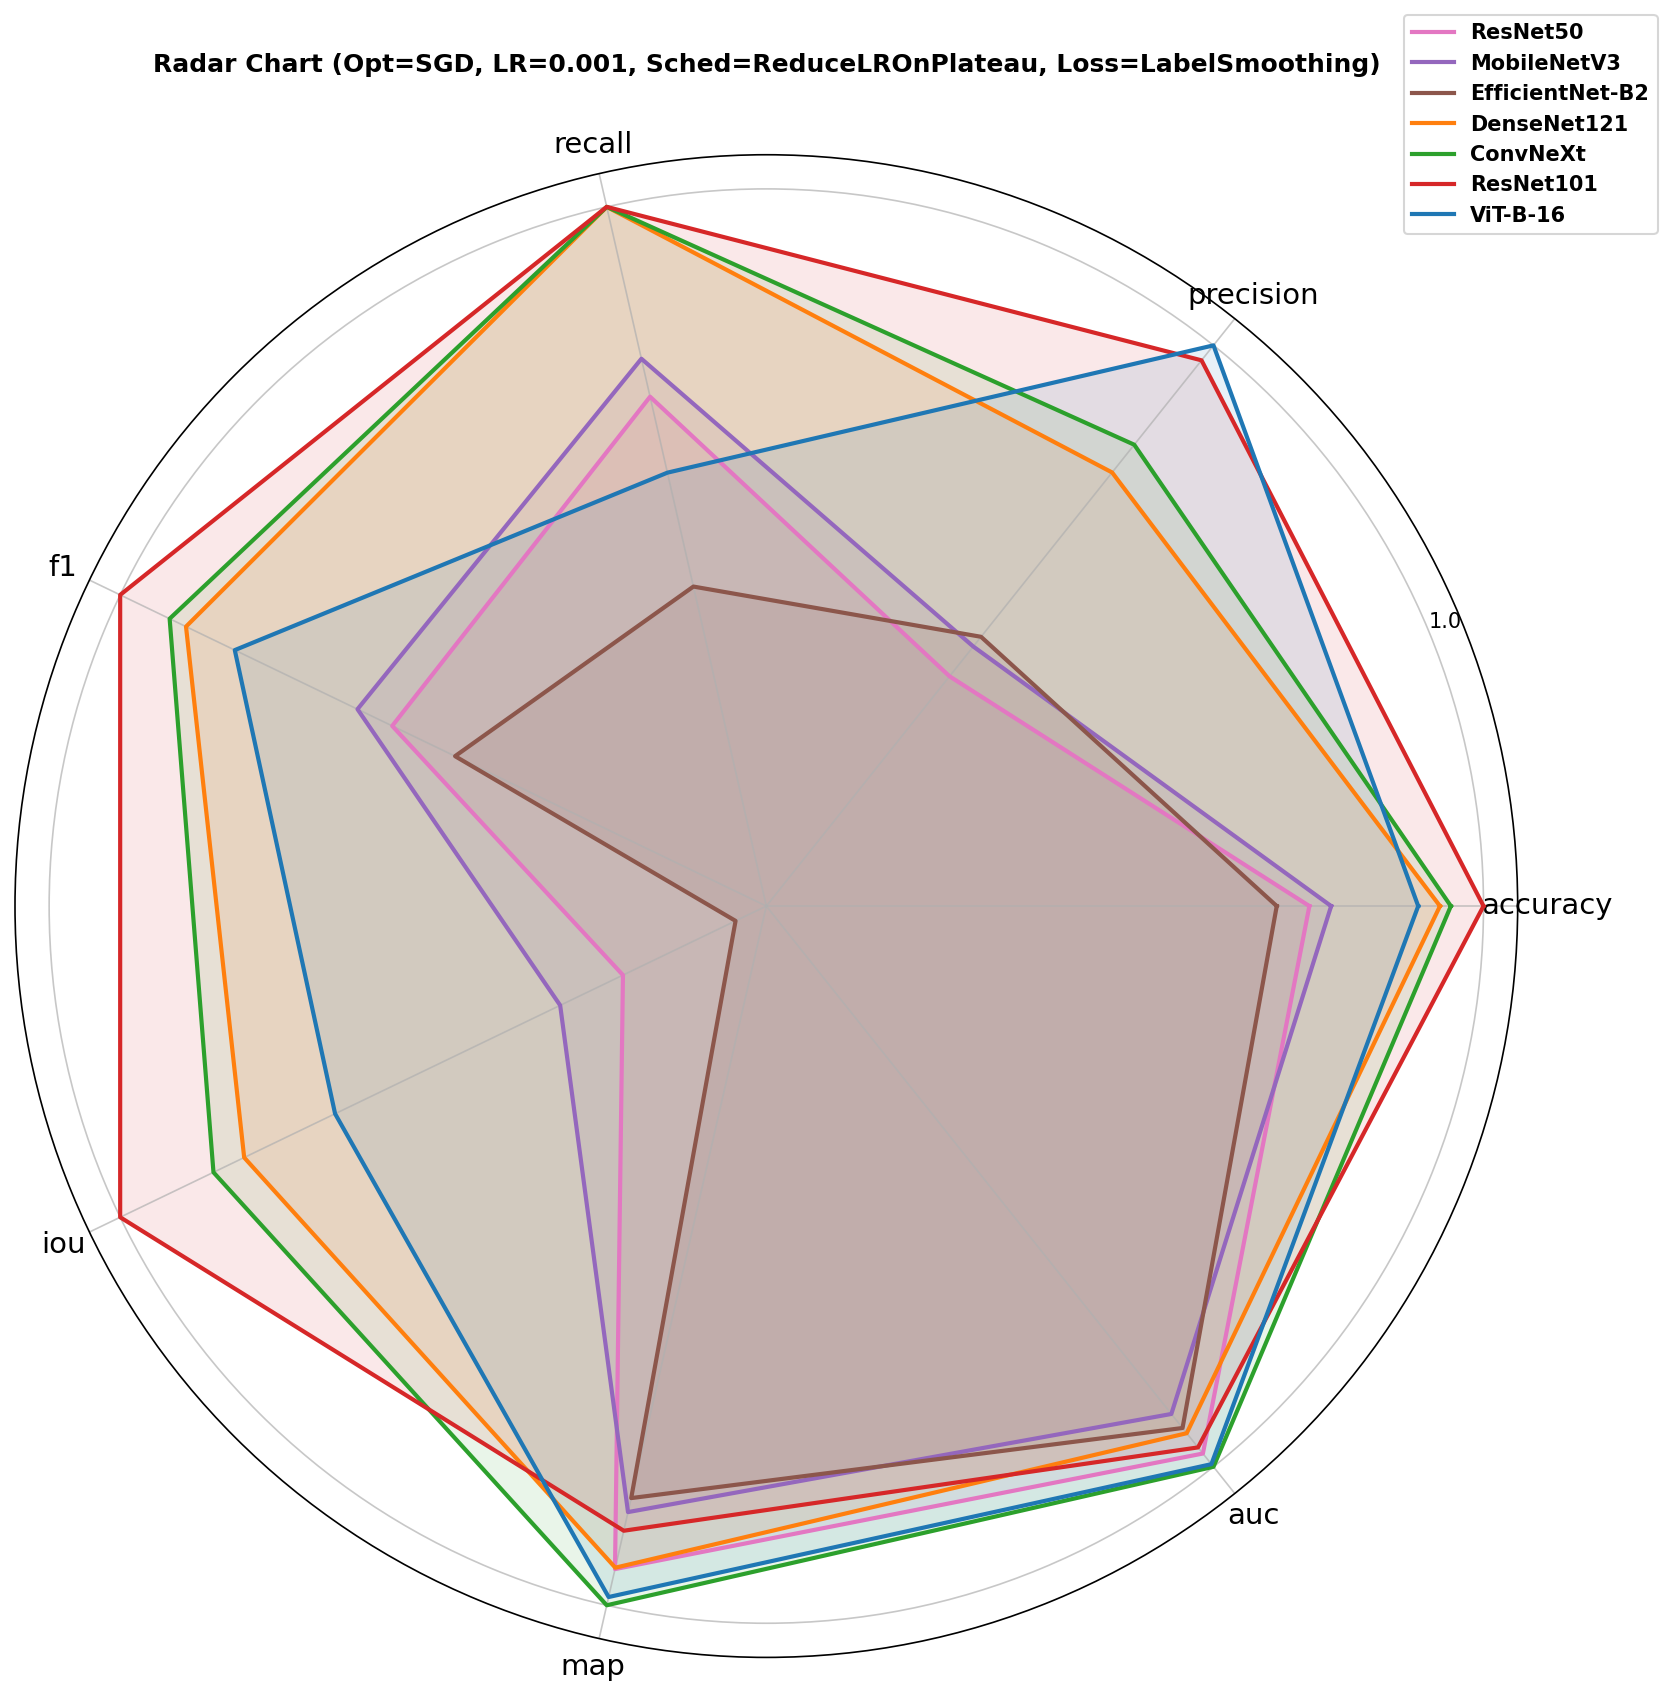 Radar Chart (Opt=SGD, LR=0.001, Sched=ReduceLROnPlateau, Loss=LabelSmoothing)
ResNet50
MobileNetV3
EfficientNet-B2
DenseNet121
ConvNeXt
ResNet101
ViT-B-16
recall
precision
f1
1.0
accuracy
iou
auc
map